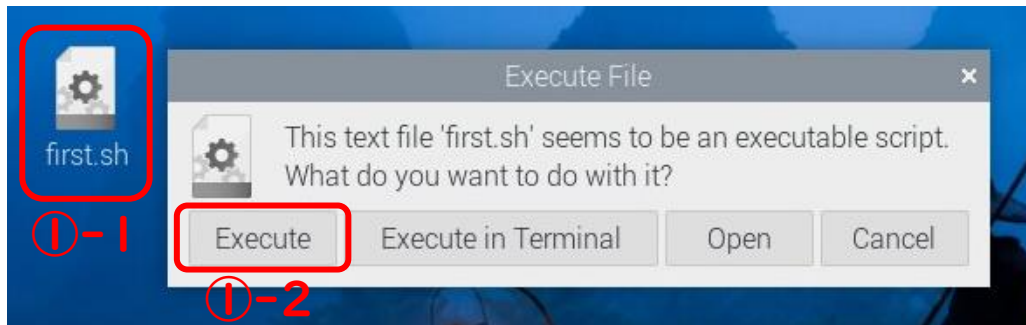 Execute File
first.sh
This text file 'first.sh' seems to be an executable script.
What do you want to do with it?
①-1
Execute
Execute in Terminal
Open
Cancel
①-2